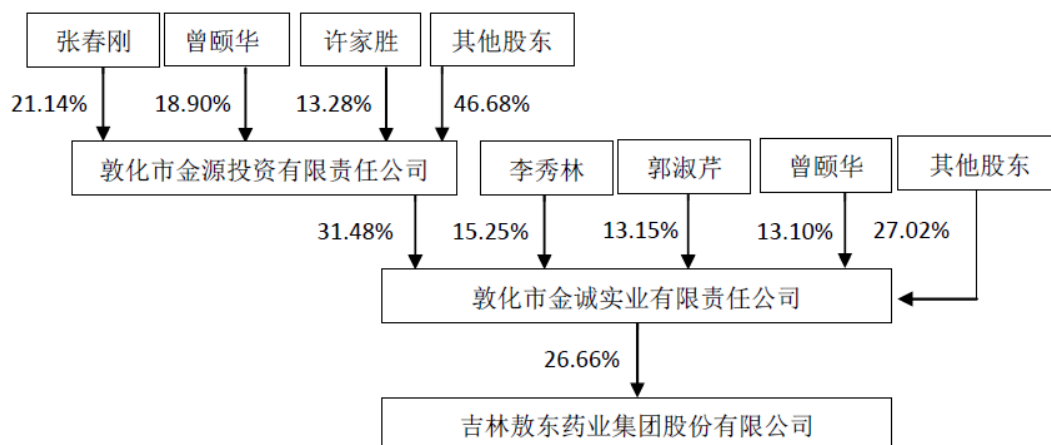 张春刚
曾颐华
许家胜
其他股东
21.14%
18.90%
13.28%
46.68%
敦化市金源投资有限责任公司
李秀林
郭淑芹
曾颐华
其他股东
31.48%
15.25%
13.15%
13.10%
27.02%
敦化市金诚实业有限责任公司
26.66%
吉林敖东药业集团股份有限公司